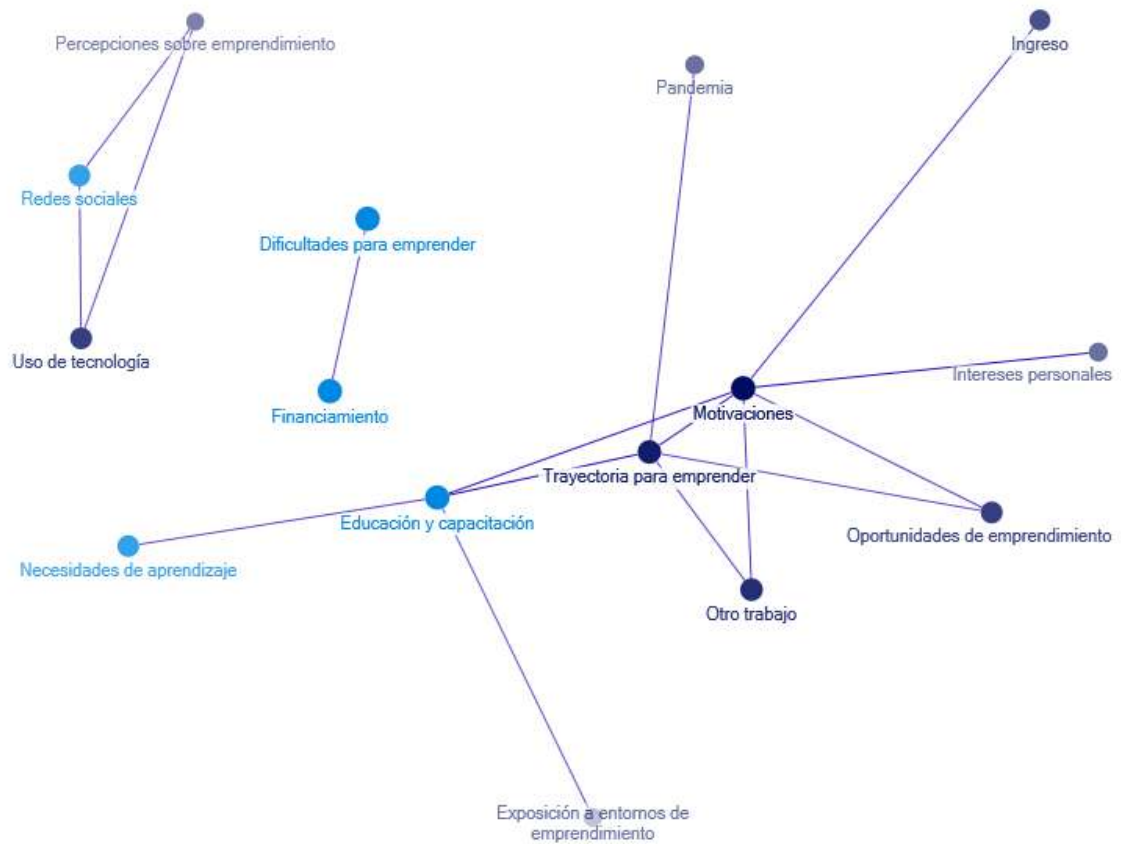 Percepciones sobre emprendimiento
Ingreso
Pandemia
Redes sociales
Dificultades para emprender
Uso de tecnología
Intereses personales
Financiamiento
Motivaciones
Trayectoria para emprender
Educación y capacitación
Oportunidades de emprendimiento
Necesidades de aprendizaje
Otro trabajo
Exposición a entornos de
emprendimiento